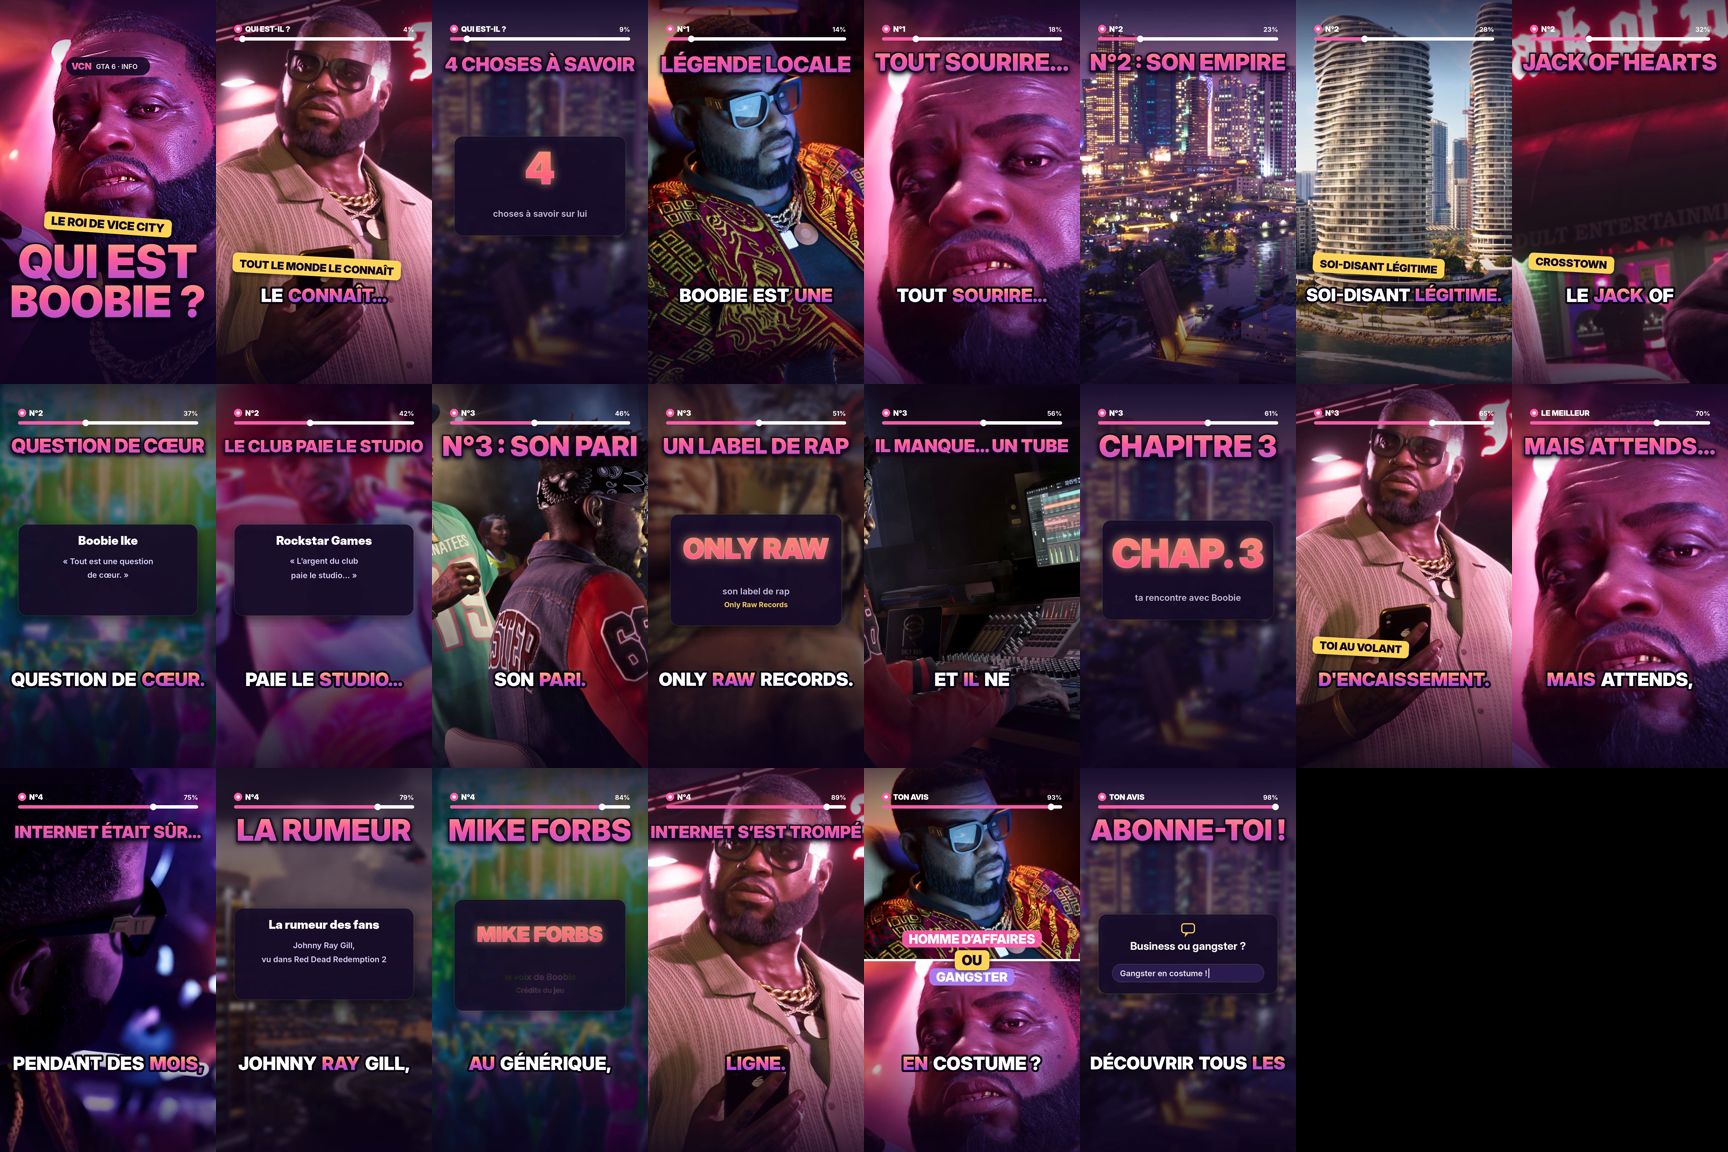 VCN GTA 6 · INFO
LE ROI DE VICE CITY
QUI EST
BOOBIE ?
QUI EST-IL ? 4%
TOUT LE MONDE LE CONNAÎT
LE CONNAÎT...
QUI EST-IL ? 9%
4 CHOSES À SAVOIR
4
choses à savoir sur lui
N°1 14%
LÉGENDE LOCALE
BOOBIE EST UNE
N°1 18%
TOUT SOURIRE...
TOUT SOURIRE...
N°2 23%
N°2 : SON EMPIRE
N°2 28%
SOI-DISANT LÉGITIME
SOI-DISANT LÉGITIME.
N°2 32%
JACK OF HEARTS
CROSSTOWN
LE JACK OF
N°2 37%
QUESTION DE CŒUR
Boobie Ike
« Tout est une question
de cœur. »
QUESTION DE CŒUR.
N°2 42%
LE CLUB PAIE LE STUDIO
Rockstar Games
« L'argent du club
paie le studio... »
PAIE LE STUDIO...
N°3 46%
N°3 : SON PARI
SON PARI.
N°3 51%
UN LABEL DE RAP
ONLY RAW
son label de rap
Only Raw Records
ONLY RAW RECORDS.
N°3 56%
IL MANQUE... UN TUBE
ET IL NE
N°3 61%
CHAPITRE 3
CHAP. 3
ta rencontre avec Boobie
N°3 65%
TOI AU VOLANT
D'ENCAISSEMENT.
LE MEILLEUR 70%
MAIS ATTENDS...
MAIS ATTENDS,
N°4 75%
INTERNET ÉTAIT SÛR...
PENDANT DES MOIS,
N°4 79%
LA RUMEUR
La rumeur des fans
Johnny Ray Gill,
vu dans Red Dead Redemption 2
JOHNNY RAY GILL,
N°4 84%
MIKE FORBS
MIKE FORBS
la voix de Boobie
Crédits du jeu
AU GÉNÉRIQUE,
N°4 89%
INTERNET S'EST TROMPÉ
LIGNE.
TON AVIS 93%
HOMME D'AFFAIRES
OU
GANGSTER
EN COSTUME ?
TON AVIS 98%
ABONNE-TOI !
Business ou gangster ?
Gangster en costume !
DÉCOUVRIR TOUS LES